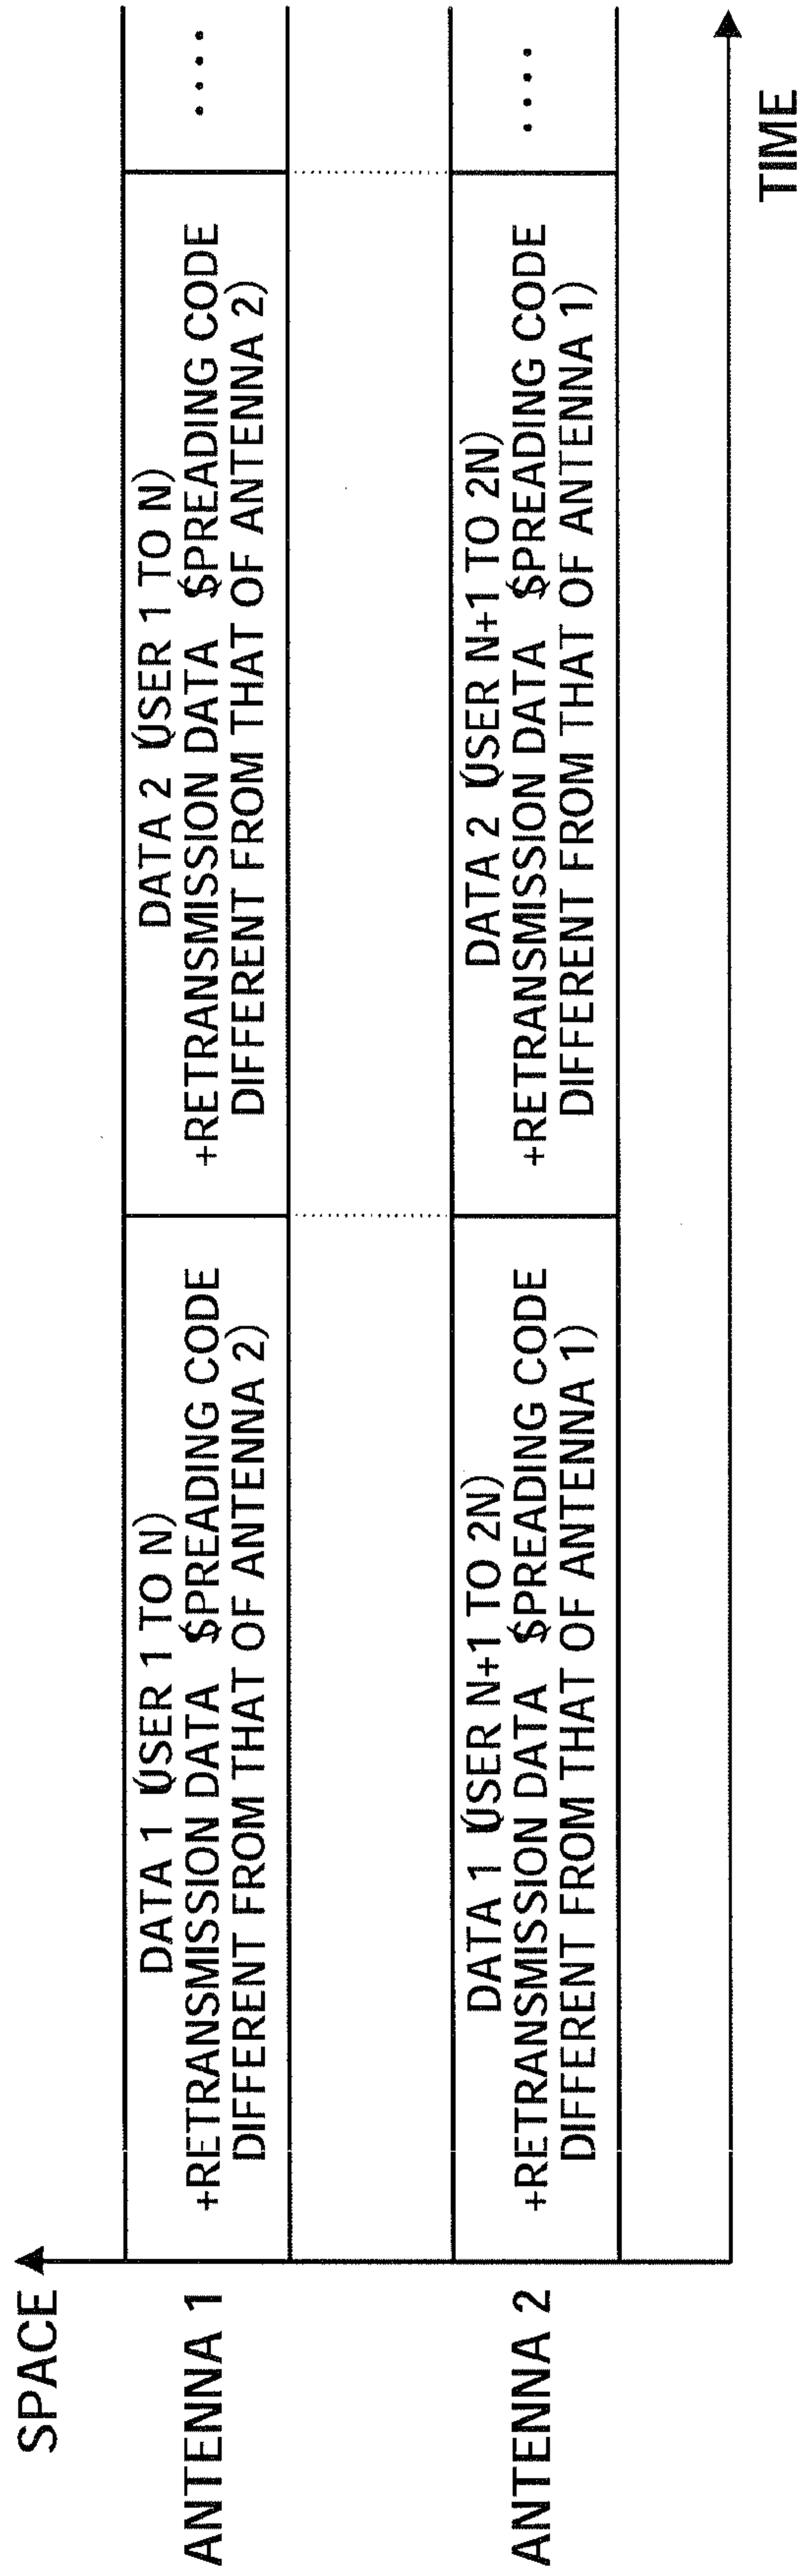 SPACE
ANTENNA 1
DATA 1 (USER 1 TO N)
+RETRANSMISSION DATA (SPREADING CODE
DIFFERENT FROM THAT OF ANTENNA 2)
DATA 2 (USER 1 TO N)
+RETRANSMISSION DATA (SPREADING CODE
DIFFERENT FROM THAT OF ANTENNA 2)
....
ANTENNA 2
DATA 1 (USER N+1 TO 2N)
+RETRANSMISSION DATA (SPREADING CODE
DIFFERENT FROM THAT OF ANTENNA 1)
DATA 2 (USER N+1 TO 2N)
+RETRANSMISSION DATA (SPREADING CODE
DIFFERENT FROM THAT OF ANTENNA 1)
....
TIME